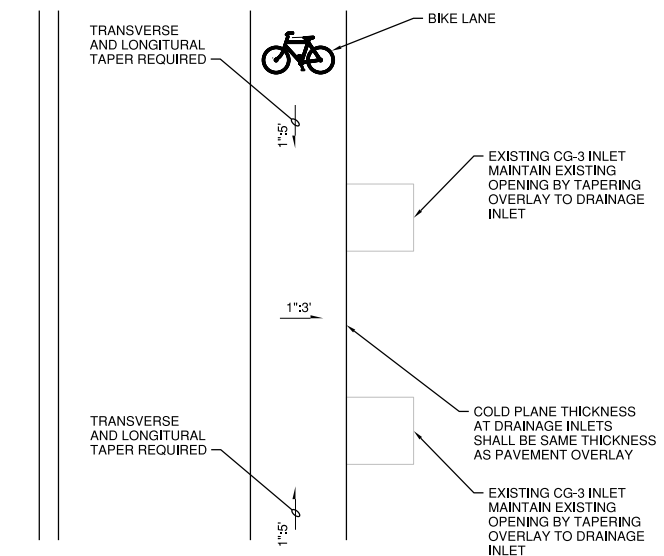 TRANSVERSE
AND LONGITURAL
TAPER REQUIRED
BIKE LANE
1":5'
EXISTING CG-3 INLET
MAINTAIN EXISTING
OPENING BY TAPERING
OVERLAY TO DRAINAGE
INLET
1":3'
COLD PLANE THICKNESS
AT DRAINAGE INLETS
SHALL BE SAME THICKNESS
AS PAVEMENT OVERLAY
TRANSVERSE
AND LONGITURAL
TAPER REQUIRED
1":5'
EXISTING CG-3 INLET
MAINTAIN EXISTING
OPENING BY TAPERING
OVERLAY TO DRAINAGE
INLET